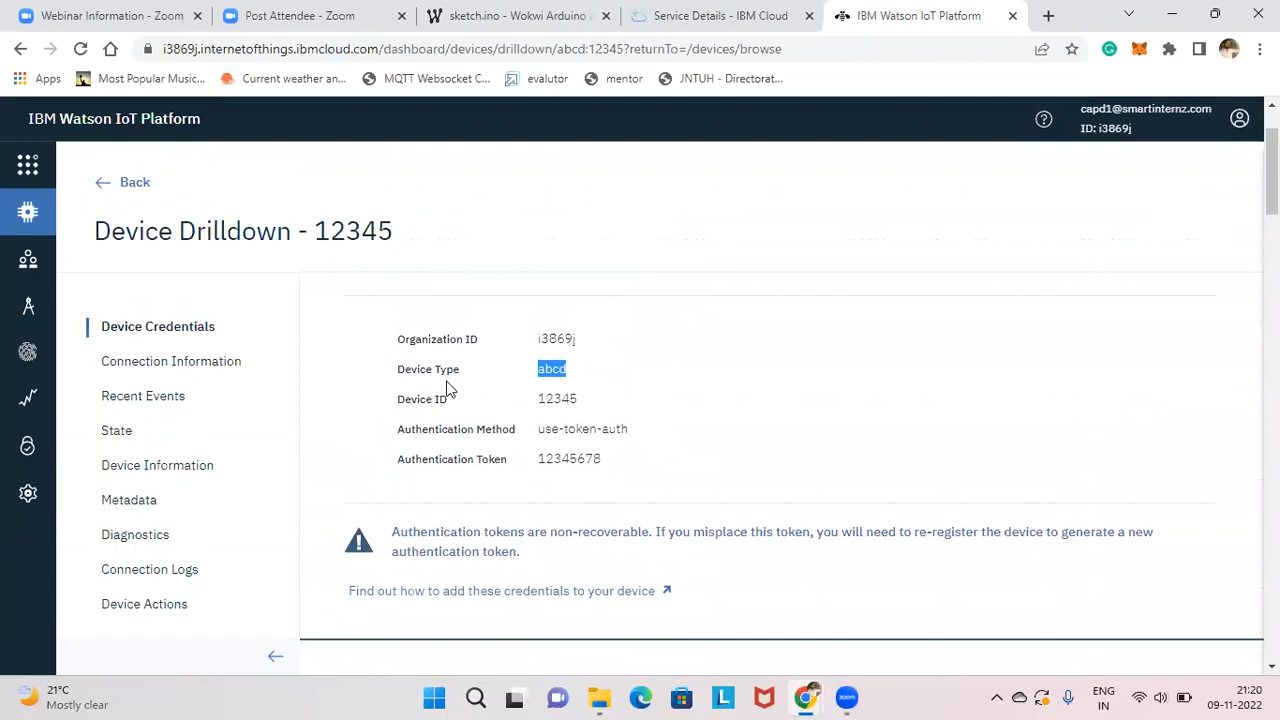 Webinar Information - Zoom
Post Attendee - Zoom
sketch.ino - Wokwi Arduino a
Service Details - IBM Cloud
IBM Watson IoT Platform
i3869j.internetofthings.ibmcloud.com/dashboard/devices/drilldown/abcd:12345?returnTo=/devices/browse
Apps
Most Popular Music...
Current weather an...
MQTT Websocket C...
evalutor
mentor
JNTUH - Directorat...
IBM Watson IoT Platform
capd1@smartinternz.com
ID: i3869j
Back
Device Drilldown - 12345
Device Credentials
Connection Information
Recent Events
State
Device Information
Metadata
Diagnostics
Connection Logs
Device Actions
Organization ID i3869j
Device Type abcd
Device ID 12345
Authentication Method use-token-auth
Authentication Token 12345678
Authentication tokens are non-recoverable. If you misplace this token, you will need to re-register the device to generate a new
authentication token.
Find out how to add these credentials to your device
21°C
Mostly clear
zoom
ENG
IN
21:20
09-11-2022